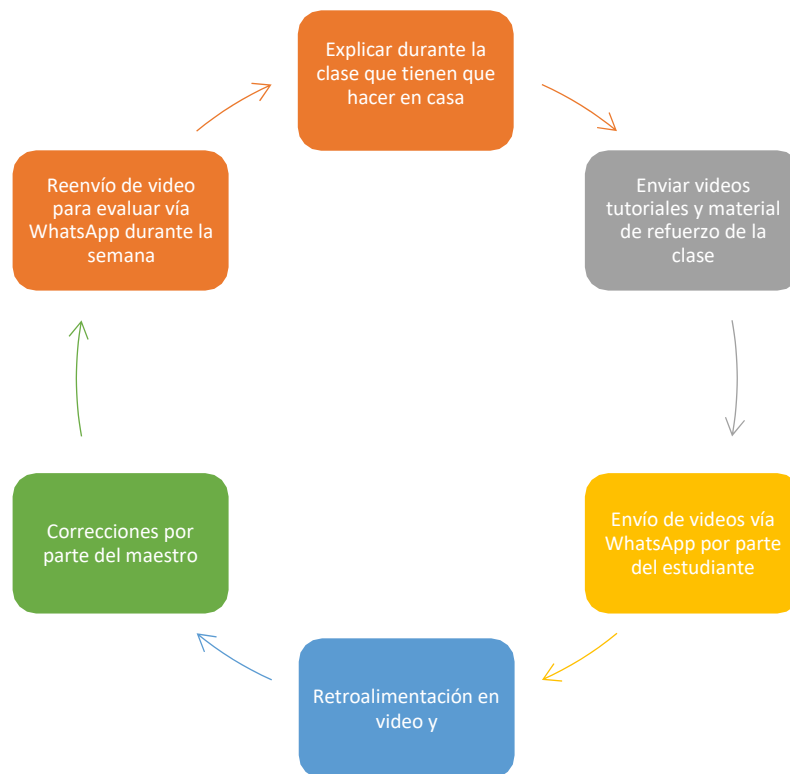 Explicar durante la
clase que tienen que
hacer en casa
Enviar videos
tutoriales y material
de refuerzo de la
clase
Envío de videos vía
WhatsApp por parte
del estudiante
Retroalimentación en
video y
Correcciones por
parte del maestro
Reenvío de video
para evaluar vía
WhatsApp durante la
semana